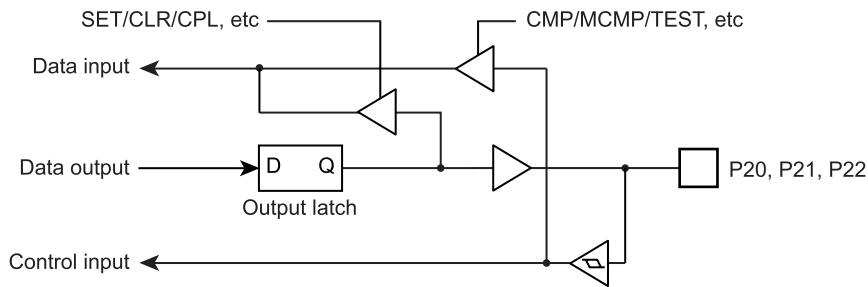 SET/CLR/CPL, etc
CMP/MCMP/TEST, etc
Data input
Data output
D
Q
P20, P21, P22
Output latch
Control input